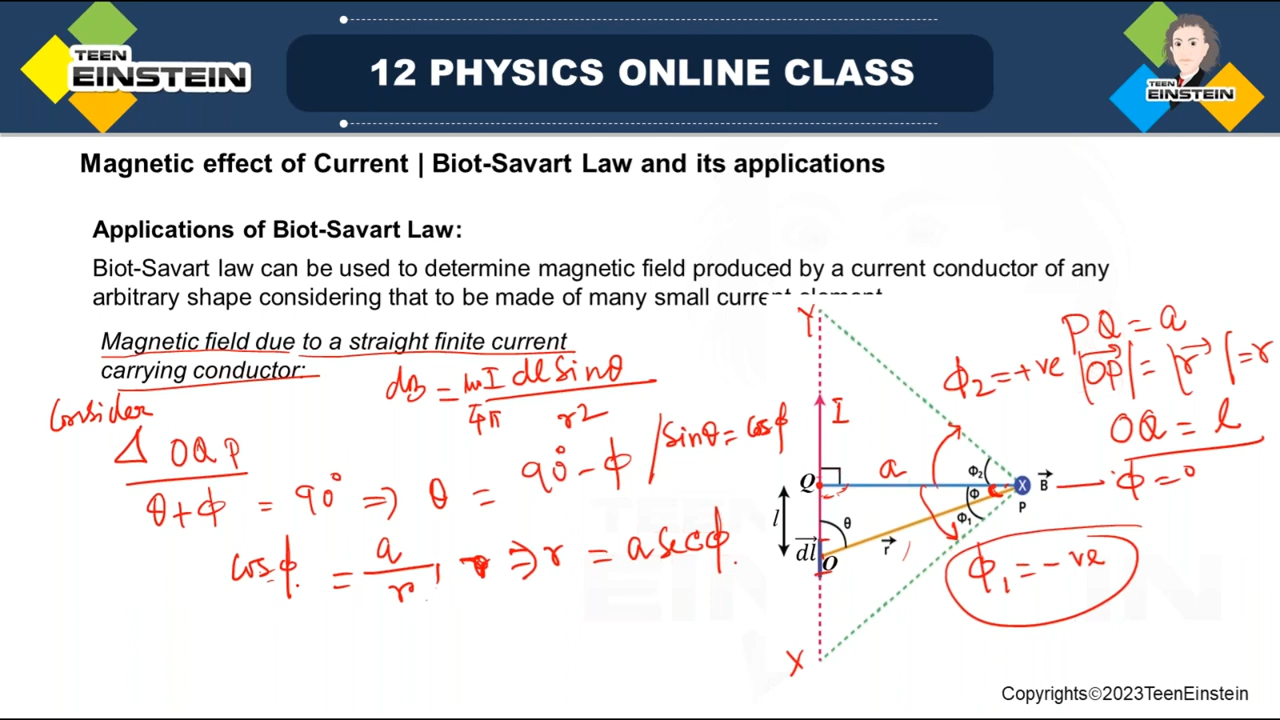 TEEN
EINSTEIN
12 PHYSICS ONLINE CLASS
TEEN
EINSTEIN
Magnetic effect of Current | Biot-Savart Law and its applications
Applications of Biot-Savart Law:
Biot-Savart law can be used to determine magnetic field produced by a current conductor of any
arbitrary shape considering that to be made of many small current element
Magnetic field due to a straight finite current
carrying conductor:
dB = μI/4π dl Sinθ/r2
Consider
Δ OQP
θ+ϕ = 90° => θ = 90° - ϕ / sinθ = cosϕ
cosϕ = a/r, => r = a secϕ.
Y
PQ = a
ϕ2 = +ve |OP→| = |r→| = r
OQ = l
I
a
Q
Φ2
Φ
Φ1
X
B→
P
ϕ = 0
l
θ
r→
dl→
O
ϕ1 = -ve
X
Copyrights©2023TeenEinstein